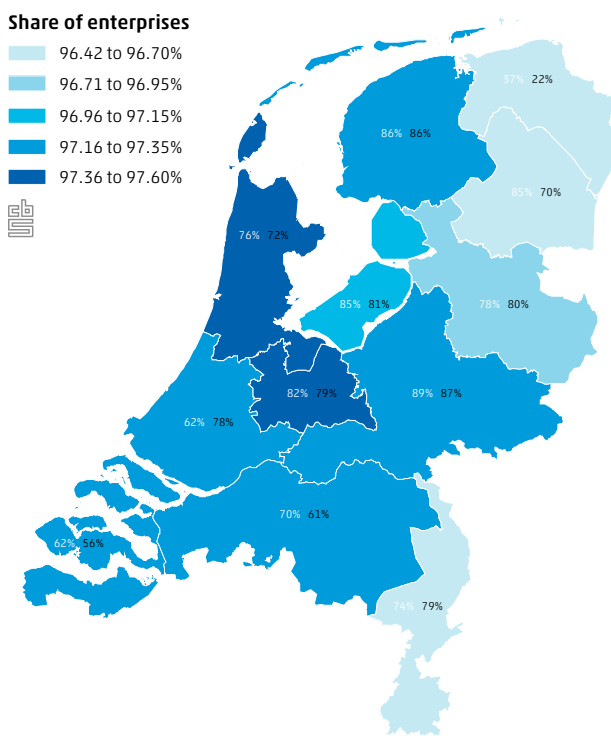 Share of enterprises
96.42 to 96.70%
96.71 to 96.95%
96.96 to 97.15%
97.16 to 97.35%
97.36 to 97.60%
cbs
37% 22%
86% 86%
85% 70%
76% 72%
85% 81%
78% 80%
82% 79%
89% 87%
62% 78%
70% 61%
62% 56%
74% 79%